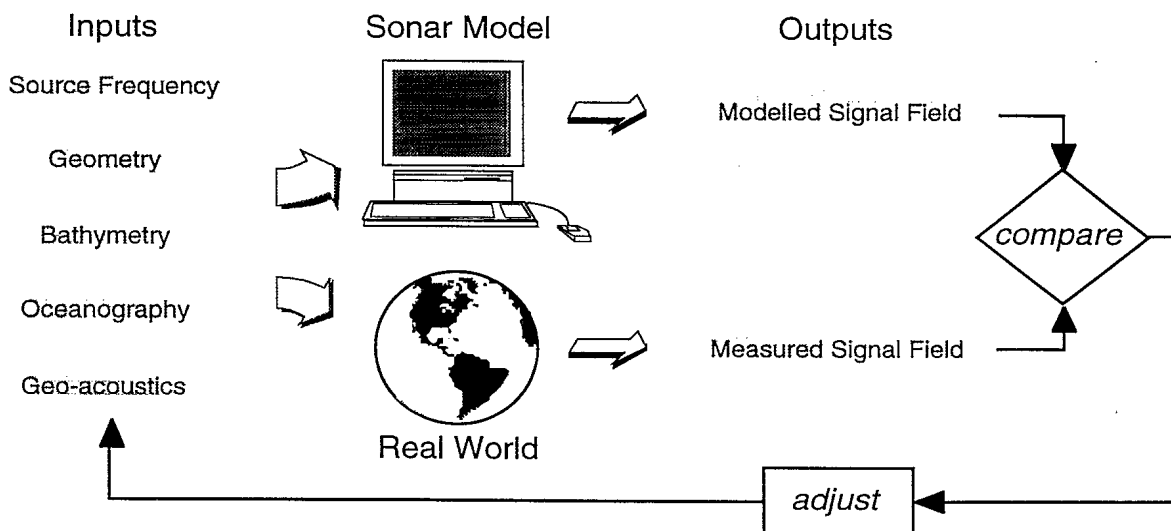 Inputs
Sonar Model
Outputs
Source Frequency
Geometry
Bathymetry
Oceanography
Geo-acoustics
Modelled Signal Field
compare
Measured Signal Field
Real World
adjust